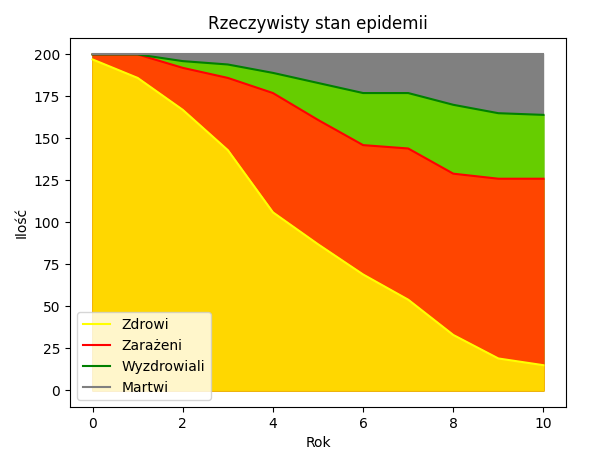 Rzeczywisty stan epidemii
200
175
150
125
100
75
50
25
0
Ilość
Zdrowi
Zarażeni
Wyzdrowiali
Martwi
0 2 4 6 8 10
Rok